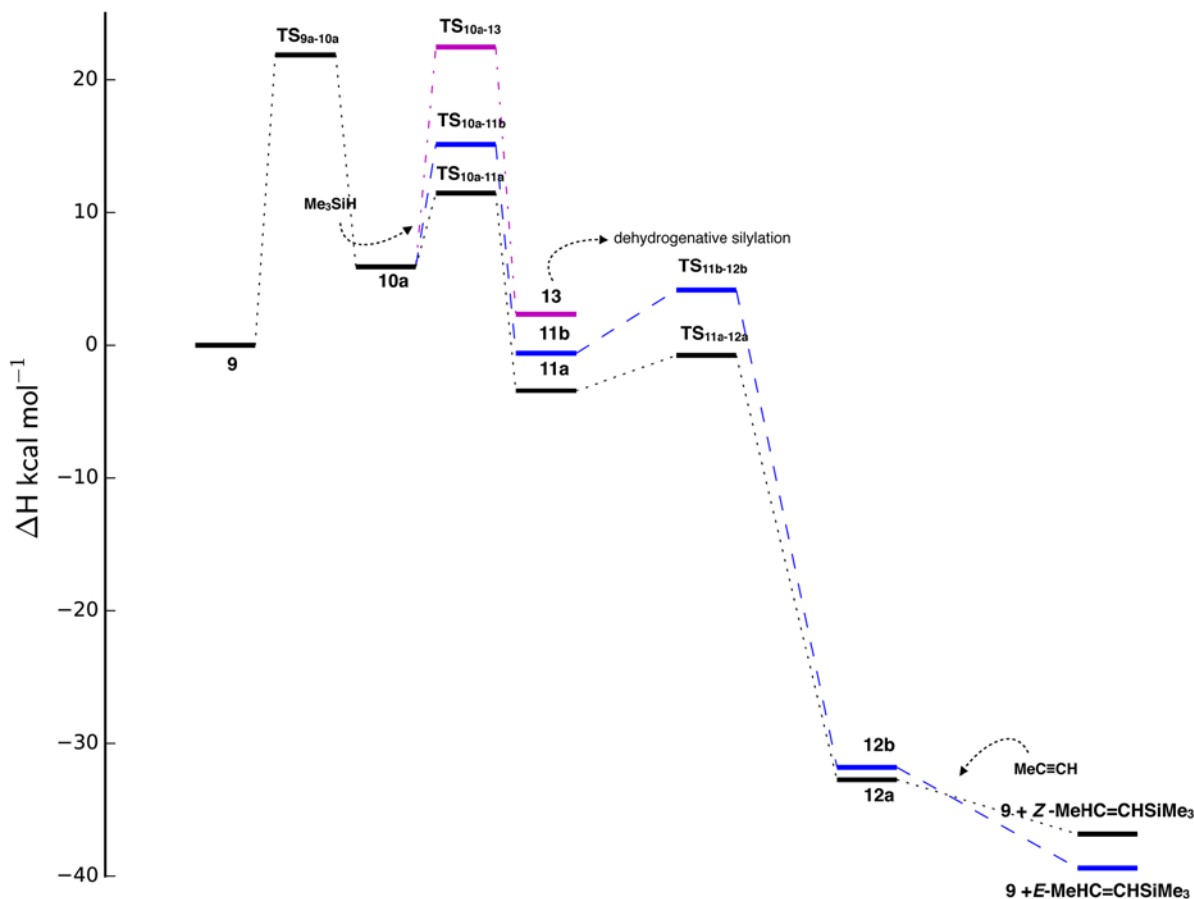 TS₉ₐ₋₁₀ₐ
TS₁₀ₐ₋₁₃
20
TS₁₀ₐ₋₁₁b
TS₁₀ₐ₋₁₁ₐ
10
Me₃SiH
dehydrogenative silylation
10a
TS₁₁b₋₁₂b
13
0
9
11b
TS₁₁ₐ₋₁₂ₐ
11a
ΔH kcal mol⁻¹
−10
−20
−30
12b
MeC≡CH
12a
9 + Z -MeHC=CHSiMe₃
−40
9 +E-MeHC=CHSiMe₃